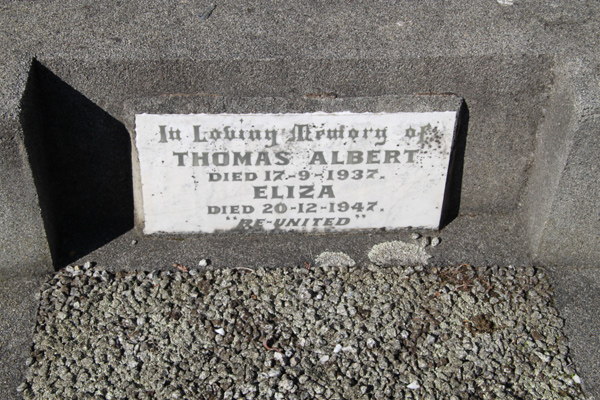 In Loving Memory of
THOMAS ALBERT
DIED 17-9-1937.
ELIZA
DIED 20-12-1947.
"RE-UNITED"